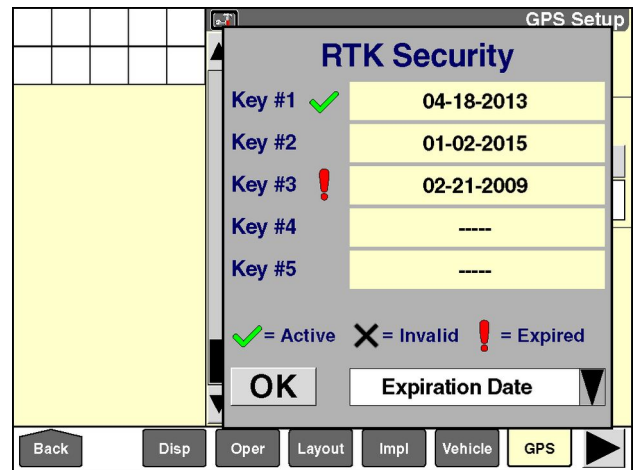 GPS Setup
RTK Security
Key #1 04-18-2013
Key #2 01-02-2015
Key #3 02-21-2009
Key #4 -----
Key #5 -----
= Active = Invalid = Expired
OK Expiration Date
Back Disp Oper Layout Impl Vehicle GPS